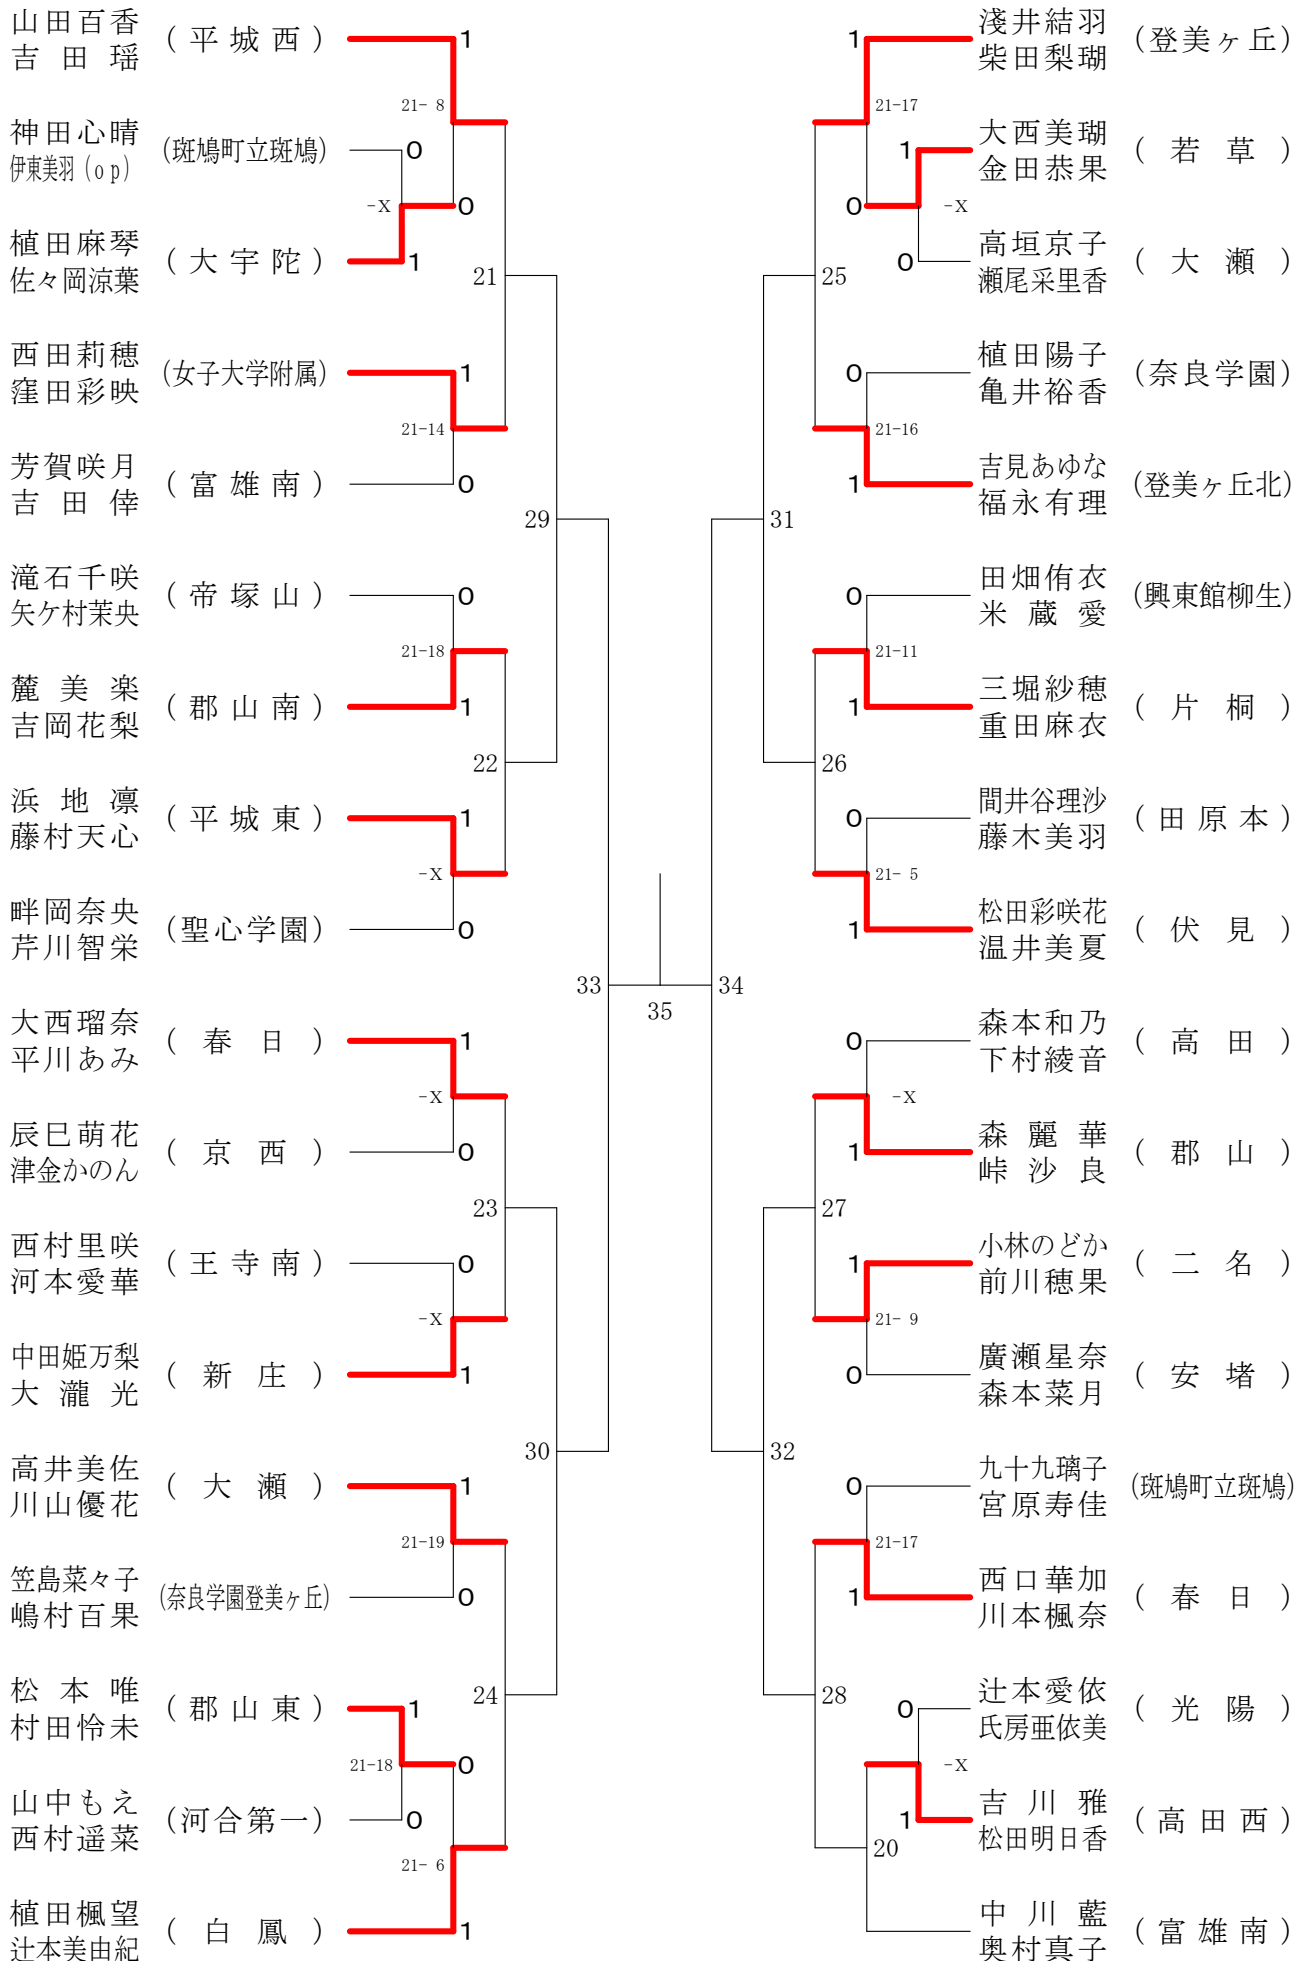 山田百香
吉田瑶
(平城西)
1
21- 8
神田心晴
伊東美羽(op)
(斑鳩町立斑鳩)
0
-X
0
植田麻琴
佐々岡涼葉
(大宇陀)
1
21
西田莉穂
窪田彩映
(女子大学附属)
1
21-14
芳賀咲月
吉田倖
(富雄南)
0
29
滝石千咲
矢ケ村茉央
(帝塚山)
0
21-18
麓美楽
吉岡花梨
(郡山南)
1
22
浜地凛
藤村天心
(平城東)
1
-X
畔岡奈央
芹川智栄
(聖心学園)
0
33
35
34
大西瑠奈
平川あみ
(春日)
1
-X
辰巳萌花
津金かのん
(京西)
0
23
西村里咲
河本愛華
(王寺南)
0
-X
中田姫万梨
大瀧光
(新庄)
1
30
高井美佐
川山優花
(大瀬)
1
21-19
笠島菜々子
嶋村百果
(奈良学園登美ヶ丘)
0
24
松本唯
村田怜未
(郡山東)
1
21-18
0
山中もえ
西村遥菜
(河合第一)
0
21- 6
植田楓望
辻本美由紀
(白鳳)
1
1
淺井結羽
柴田梨瑚
(登美ヶ丘)
21-17
1
大西美瑚
金田恭果
(若草)
0
-X
0
高垣京子
瀬尾采里香
(大瀬)
25
0
植田陽子
亀井裕香
(奈良学園)
21-16
1
吉見あゆな
福永有理
(登美ヶ丘北)
31
0
田畑侑衣
米蔵愛
(興東館柳生)
21-11
1
三堀紗穂
重田麻衣
(片桐)
26
0
間井谷理沙
藤木美羽
(田原本)
21- 5
1
松田彩咲花
温井美夏
(伏見)
0
森本和乃
下村綾音
(高田)
-X
1
森麗華
峠沙良
(郡山)
27
1
小林のどか
前川穂果
(二名)
21- 9
0
廣瀬星奈
森本菜月
(安堵)
32
0
九十九璃子
宮原寿佳
(斑鳩町立斑鳩)
21-17
1
西口華加
川本楓奈
(春日)
28
0
辻本愛依
氏房亜依美
(光陽)
-X
1
吉川雅
松田明日香
(高田西)
20
中川藍
奥村真子
(富雄南)